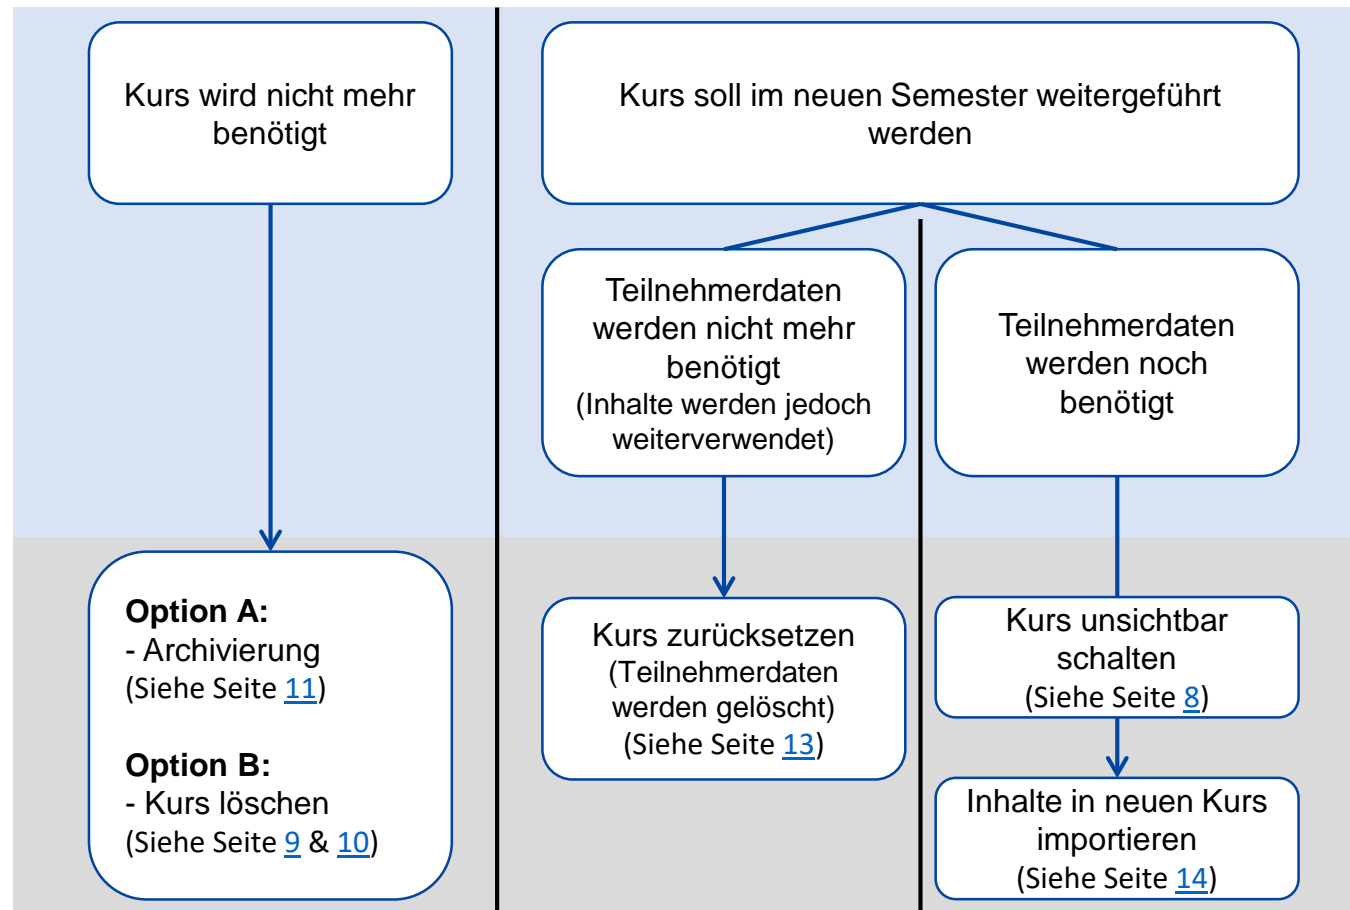 Kurs wird nicht mehr
benötigt
Kurs soll im neuen Semester weitergeführt
werden
Teilnehmerdaten
werden nicht mehr
benötigt
(Inhalte werden jedoch
weiterverwendet)
Teilnehmerdaten
werden noch
benötigt
Option A:
- Archivierung
(Siehe Seite 11)
Option B:
- Kurs löschen
(Siehe Seite 9 & 10)
Kurs zurücksetzen
(Teilnehmerdaten
werden gelöscht)
(Siehe Seite 13)
Kurs unsichtbar
schalten
(Siehe Seite 8)
Inhalte in neuen Kurs
importieren
(Siehe Seite 14)